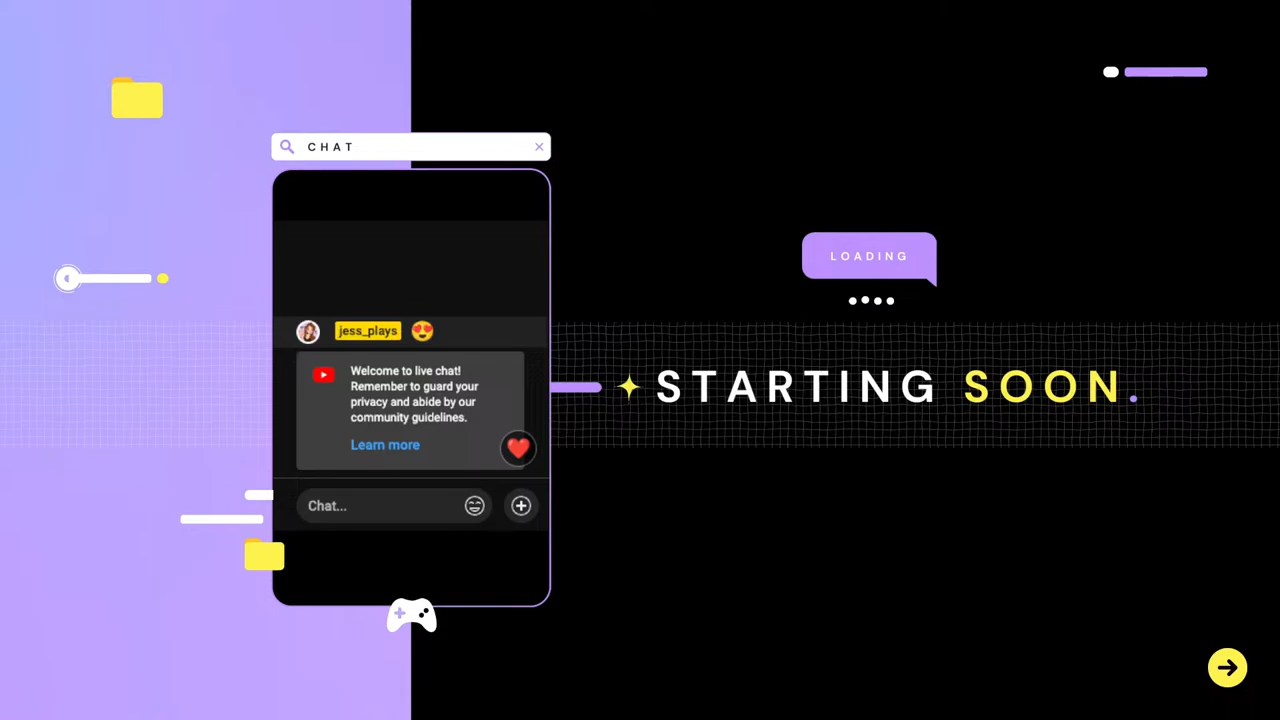 CHAT
jess_plays
Welcome to live chat!
Remember to guard your
privacy and abide by our
community guidelines.
Learn more
Chat...
LOADING
STARTING SOON.